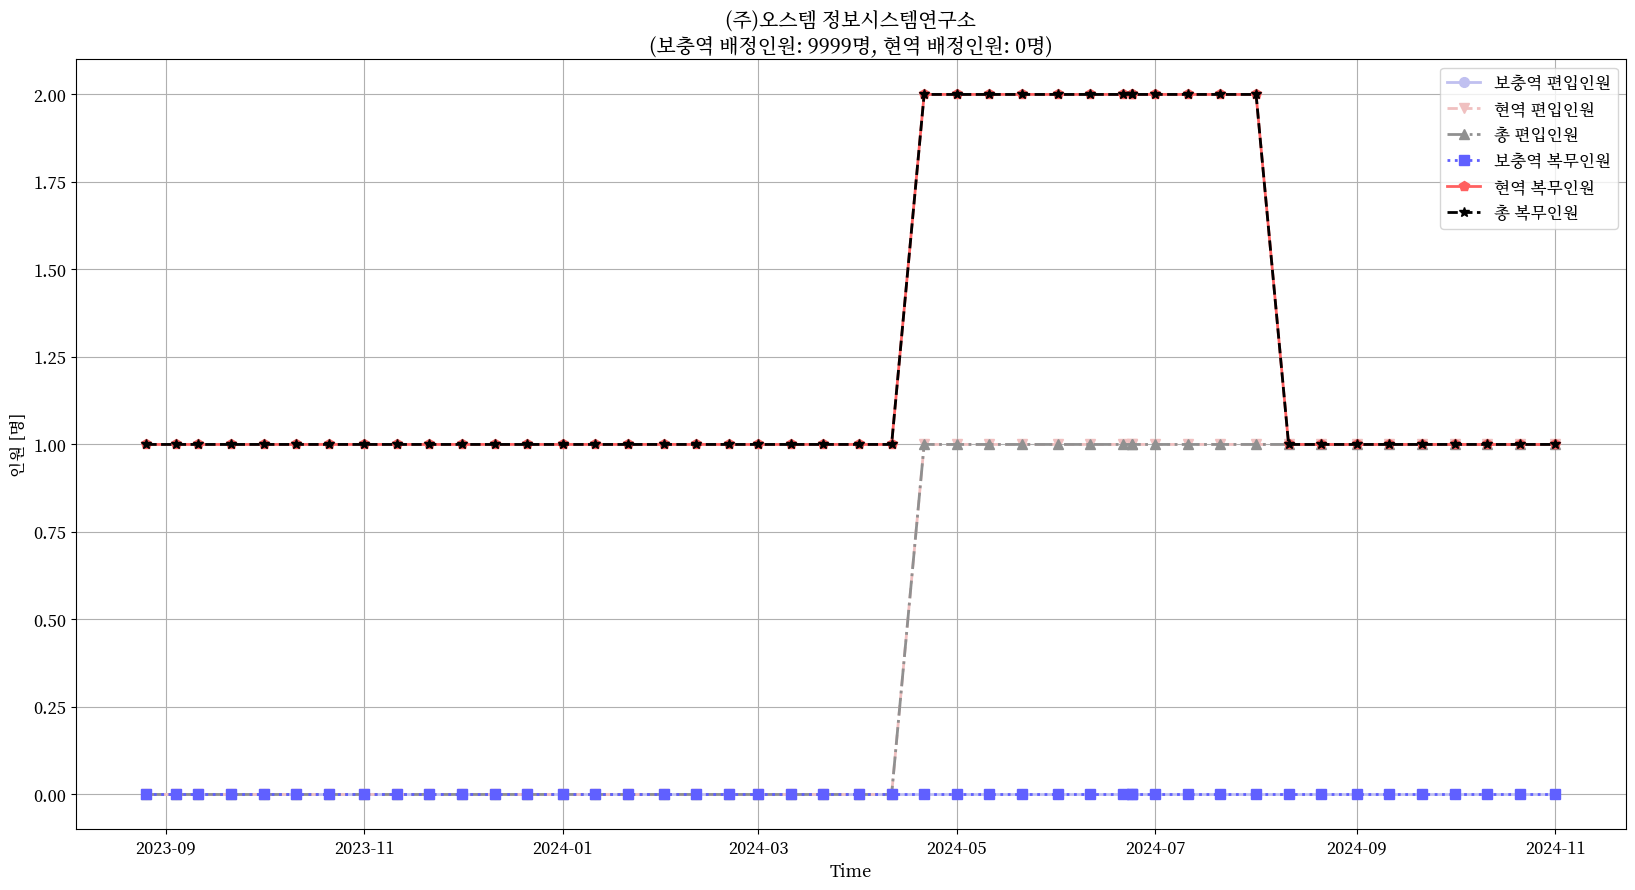 (주)오스템 정보시스템연구소
(보충역 배정인원: 9999명, 현역 배정인원: 0명)
보충역 편입인원
현역 편입인원
총 편입인원
보충역 복무인원
현역 복무인원
총 복무인원
2.00
1.75
1.50
1.25
1.00
0.75
0.50
0.25
0.00
인원 [명]
2023-09 2023-11 2024-01 2024-03 2024-05 2024-07 2024-09 2024-11
Time